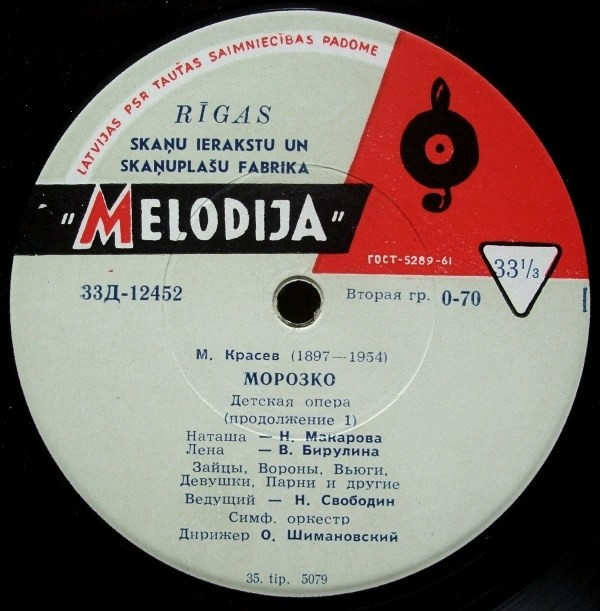 LATVIJAS PSR TAUTAS SAIMNIECĪBAS PADOME
RĪGAS
SKAŅU IERAKSTU UN
SKAŅUPLAŠU FABRIKA
"MELODIJA"
ГОСТ-5289-61
33⅓
33Д-12452
Вторая гр. 0-70
М. Красев (1897—1954)
МОРОЗКО
Детская опера
(продолжение 1)
Наташа — Н. Макарова
Лена — В. Бирулина
Зайцы, Вороны, Вьюги,
Девушки, Парни и другие
Ведущий — Н. Свободин
Симф. оркестр
Дирижер О. Шимановский
35. tip. 5079